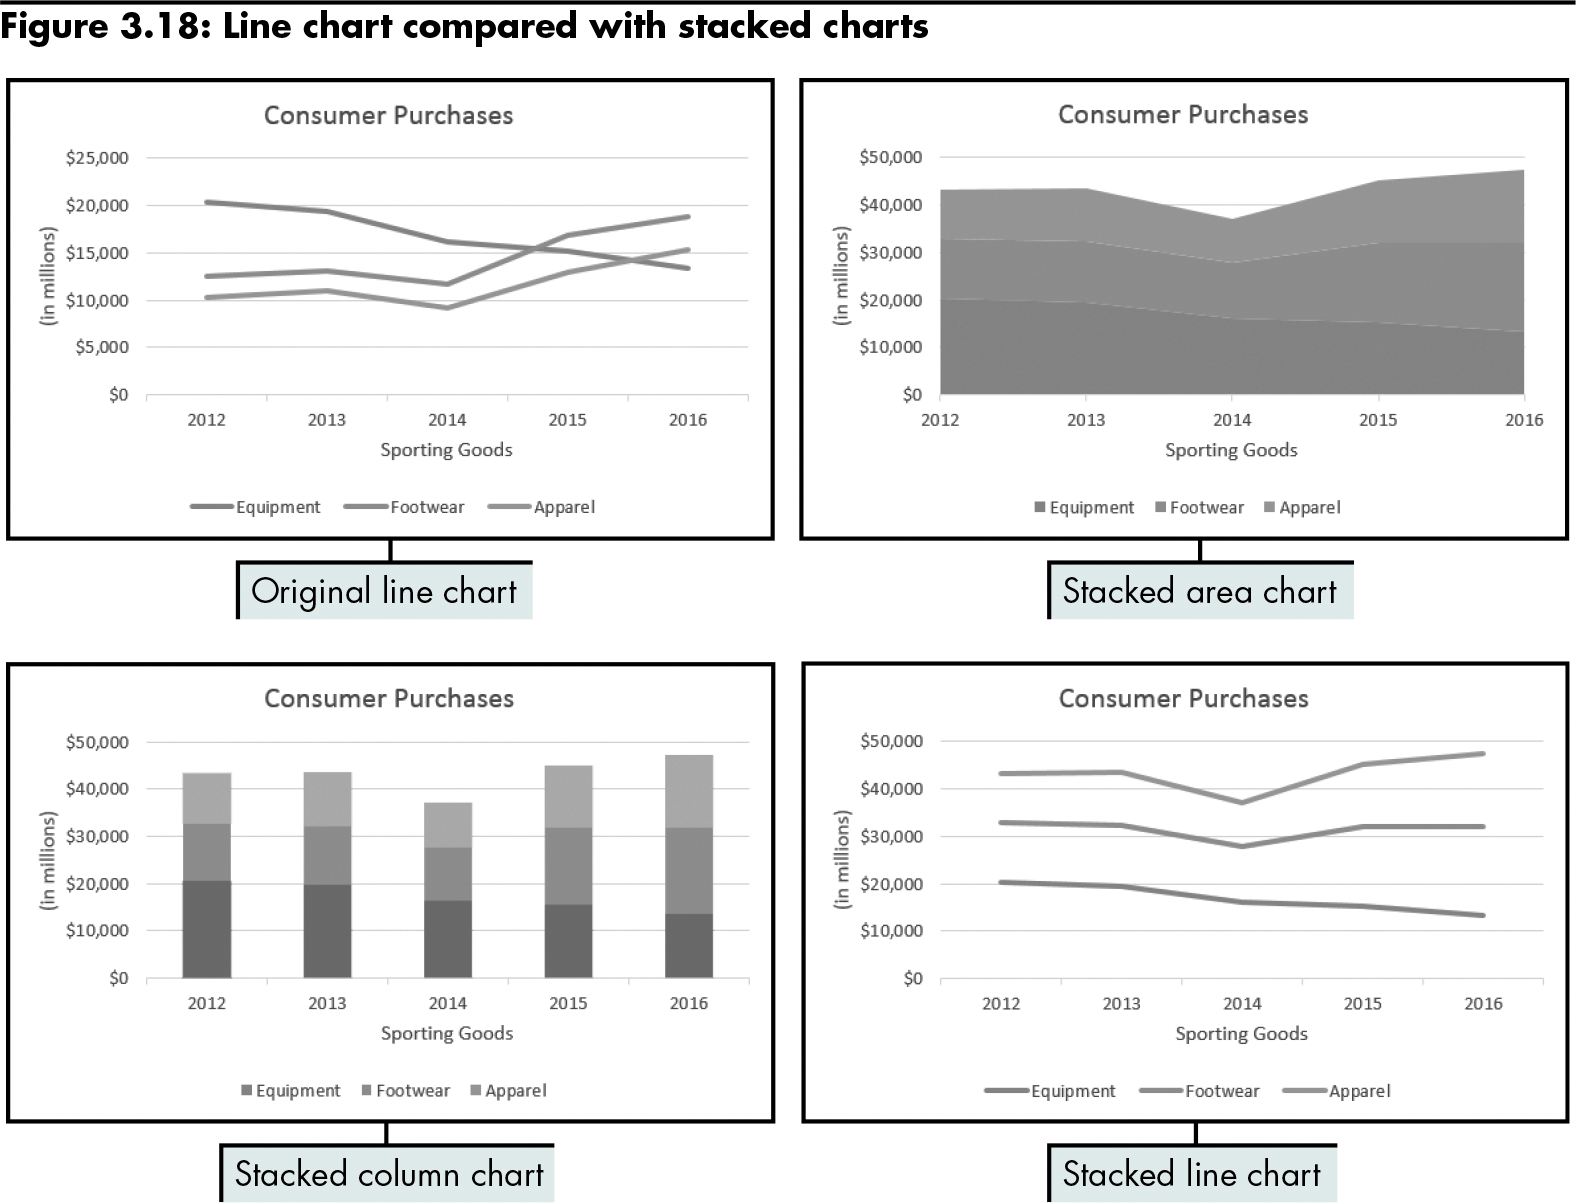 Figure 3.18: Line chart compared with stacked charts
Consumer Purchases
$25,000
$20,000
$15,000
$10,000
$5,000
$0
(in millions)
2012 2013 2014 2015 2016
Sporting Goods
Equipment Footwear Apparel
Original line chart
Consumer Purchases
$50,000
$40,000
$30,000
$20,000
$10,000
$0
(in millions)
2012 2013 2014 2015 2016
Sporting Goods
Equipment Footwear Apparel
Stacked area chart
Consumer Purchases
$50,000
$40,000
$30,000
$20,000
$10,000
$0
(in millions)
2012 2013 2014 2015 2016
Sporting Goods
Equipment Footwear Apparel
Stacked column chart
Consumer Purchases
$50,000
$40,000
$30,000
$20,000
$10,000
$0
(in millions)
2012 2013 2014 2015 2016
Sporting Goods
Equipment Footwear Apparel
Stacked line chart